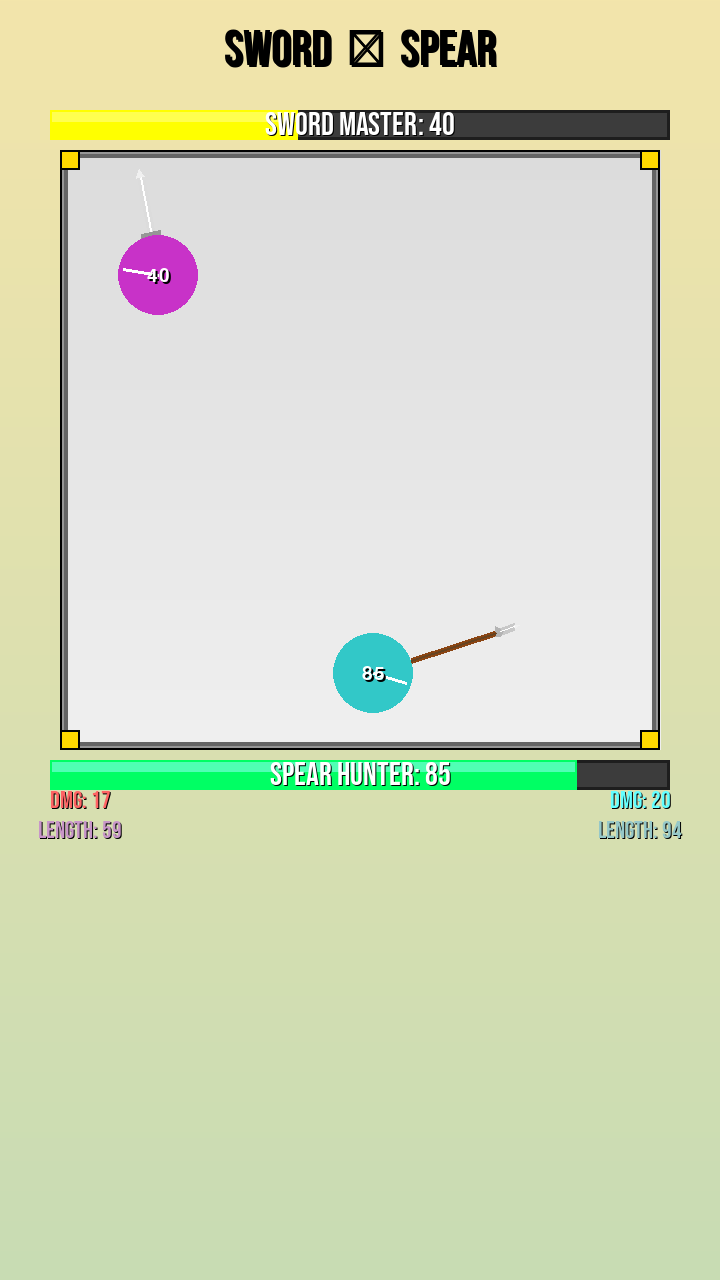 SWORD ☒ SPEAR
SWORD MASTER: 40
40
85
SPEAR HUNTER: 85
DMG: 17
DMG: 20
LENGTH: 59
LENGTH: 94